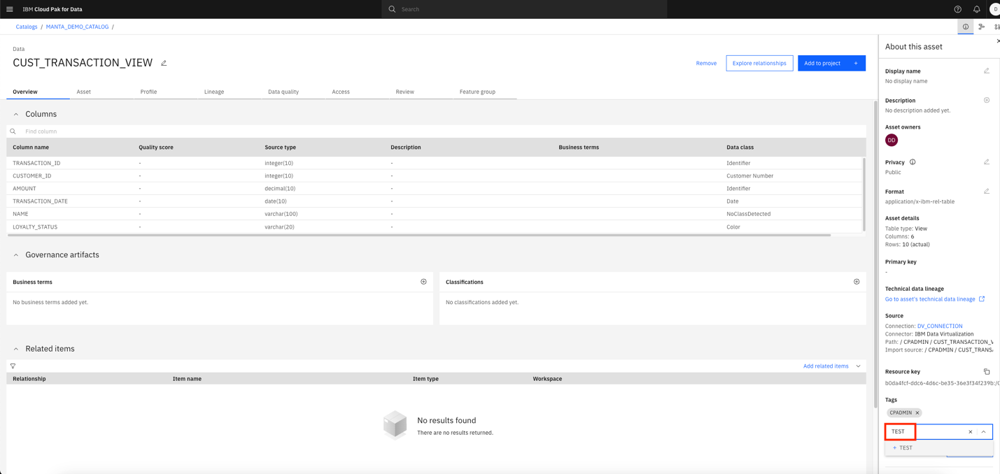 IBM Cloud Pak for Data
Search
D
Catalogs / MANTA_DEMO_CATALOG /
Data
CUST_TRANSACTION_VIEW
Remove
Explore relationships
Add to project +
Overview Asset Profile Lineage Data quality Access Review Feature group
Columns
Find column
Column name Quality score Source type Description Business terms Data class
TRANSACTION_ID - integer(10) - Identifier
CUSTOMER_ID - integer(10) - Customer Number
AMOUNT - decimal(10) - Identifier
TRANSACTION_DATE - date(10) - Date
NAME - varchar(100) - NoClassDetected
LOYALTY_STATUS - varchar(20) - Color
Governance artifacts
Business terms
No business terms added yet.
Classifications
No classifications added yet.
Related items
Add related items
Relationship Item name Item type Workspace
No results found
There are no results returned.
About this asset
Display name
No display name
Description
No description added yet.
Asset owners
DD
Privacy
Public
Format
application/x-ibm-rel-table
Asset details
Table type: View
Columns: 6
Rows: 10 (actual)
Primary key
-
Technical data lineage
Go to asset's technical data lineage
Source
Connection: DV_CONNECTION
Connector: IBM Data Virtualization
Path: / CPADMIN / CUST_TRANSACTION_V
Import source: / CPADMIN / CUST_TRANS
Resource key
b0da4fcf-ddc6-4d6c-be35-36e3f34f239b:/
Tags
CPADMIN ×
TEST
+ TEST